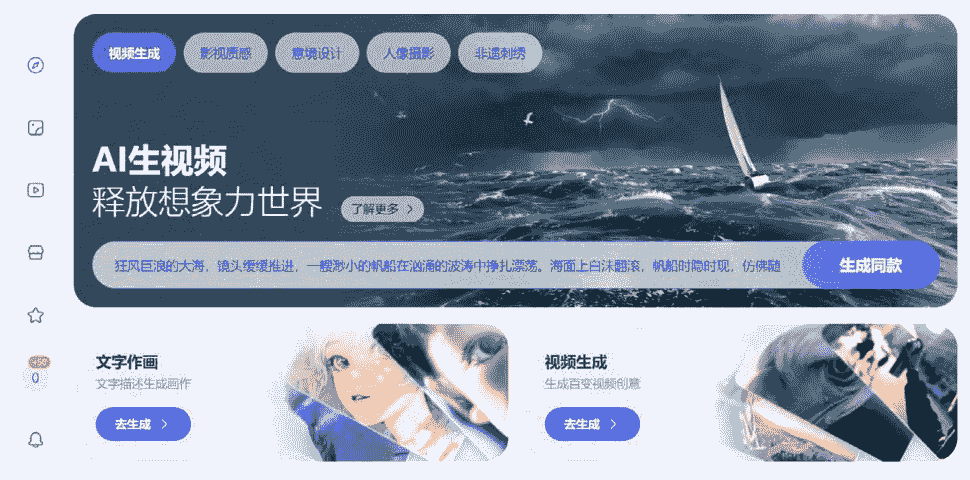 视频生成
影视质感
意境设计
人像摄影
非遗刺绣
AI生视频
释放想象力世界
了解更多
狂风巨浪的大海，镜头缓缓推进，一艘渺小的帆船在汹涌的波涛中挣扎漂荡。海面上白沫翻滚，帆船时隐时现，仿佛随
生成同款
文字作画
文字描述生成画作
去生成
视频生成
生成百变视频创意
去生成
0